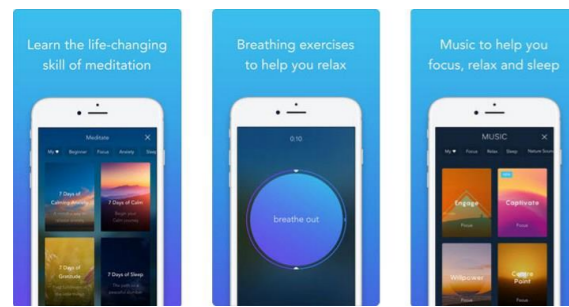 Learn the life-changing
skill of meditation
Meditate
My ♥ Beginner Focus Anxiety Sleep
7 Days of
Calming Anxiety
7 Days of Calm
Begin your
7 Days of
Gratitude
7 Days of Sleep
Breathing exercises
to help you relax
0:10
breathe out
Music to help you
focus, relax and sleep
MUSIC
My ♥ Focus Relax Sleep Nature
Engage
Focus
Captivate
Focus
Willpower
Focus
Centre
Point
Focus